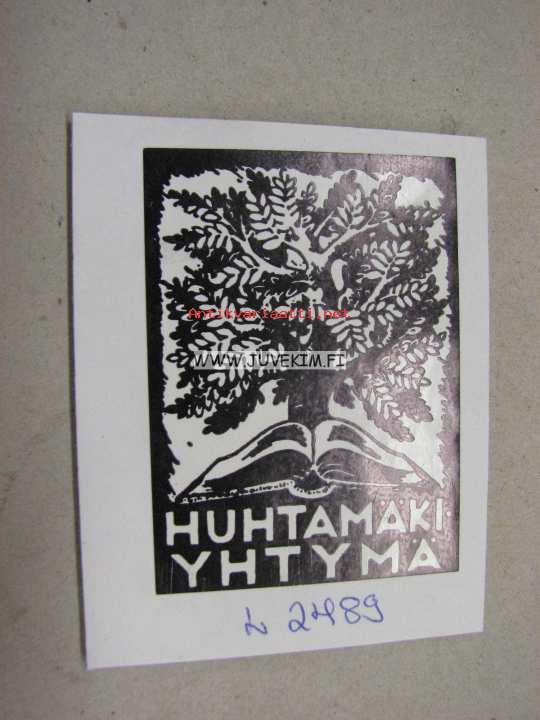 Antikvariaatti.net
WWW.JUVEKIM.FI
HUHTAMÄKI-
YHTYMÄ
L 2489